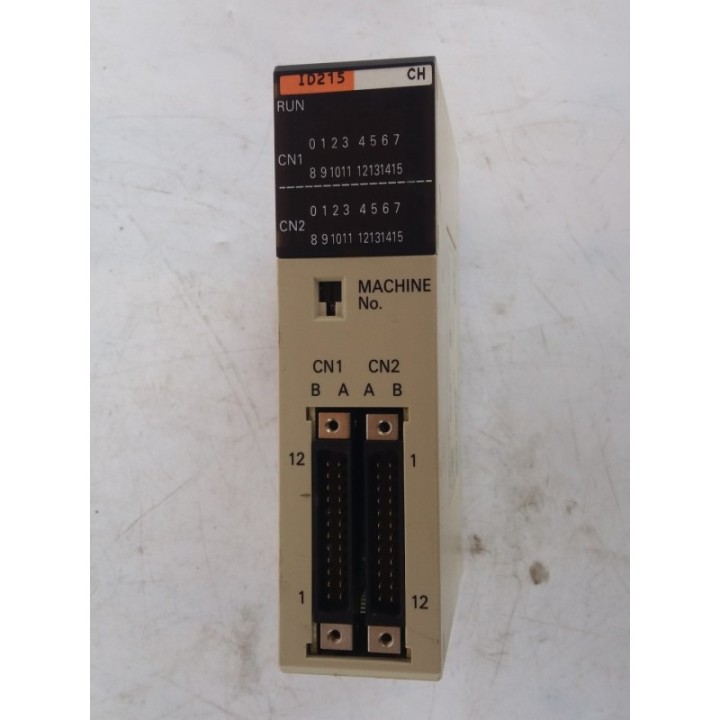 ID215 CH
RUN
0 1 2 3 4 5 6 7
CN1
8 9 10 11 12 13 14 15
0 1 2 3 4 5 6 7
CN2
8 9 10 11 12 13 14 15
MACHINE
No.
CN1 CN2
B A A B
12 1
1 12